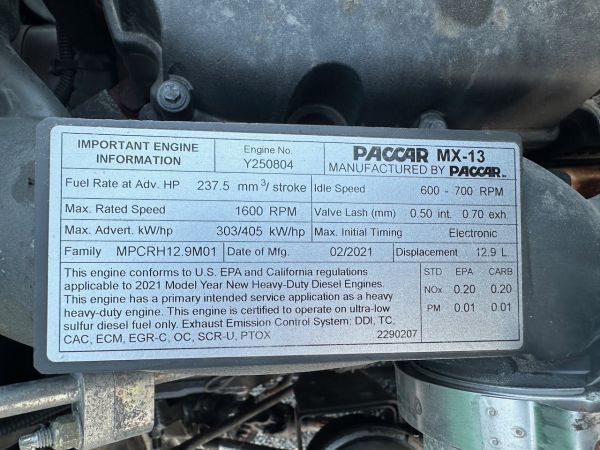 IMPORTANT ENGINE
INFORMATION
Engine No.
Y250804
PACCAR MX-13
MANUFACTURED BY PACCAR INC
Fuel Rate at Adv. HP 237.5 mm³/ stroke
Idle Speed 600 - 700 RPM
Max. Rated Speed 1600 RPM
Valve Lash (mm) 0.50 int. 0.70 exh.
Max. Advert. kW/hp 303/405 kW/hp
Max. Initial Timing Electronic
Family MPCRH12.9M01
Date of Mfg. 02/2021
Displacement 12.9 L
This engine conforms to U.S. EPA and California regulations
applicable to 2021 Model Year New Heavy-Duty Diesel Engines.
This engine has a primary intended service application as a heavy
heavy-duty engine. This engine is certified to operate on ultra-low
sulfur diesel fuel only. Exhaust Emission Control System: DDI, TC,
CAC, ECM, EGR-C, OC, SCR-U, PTOX 2290207
STD EPA CARB
NOx 0.20 0.20
PM 0.01 0.01